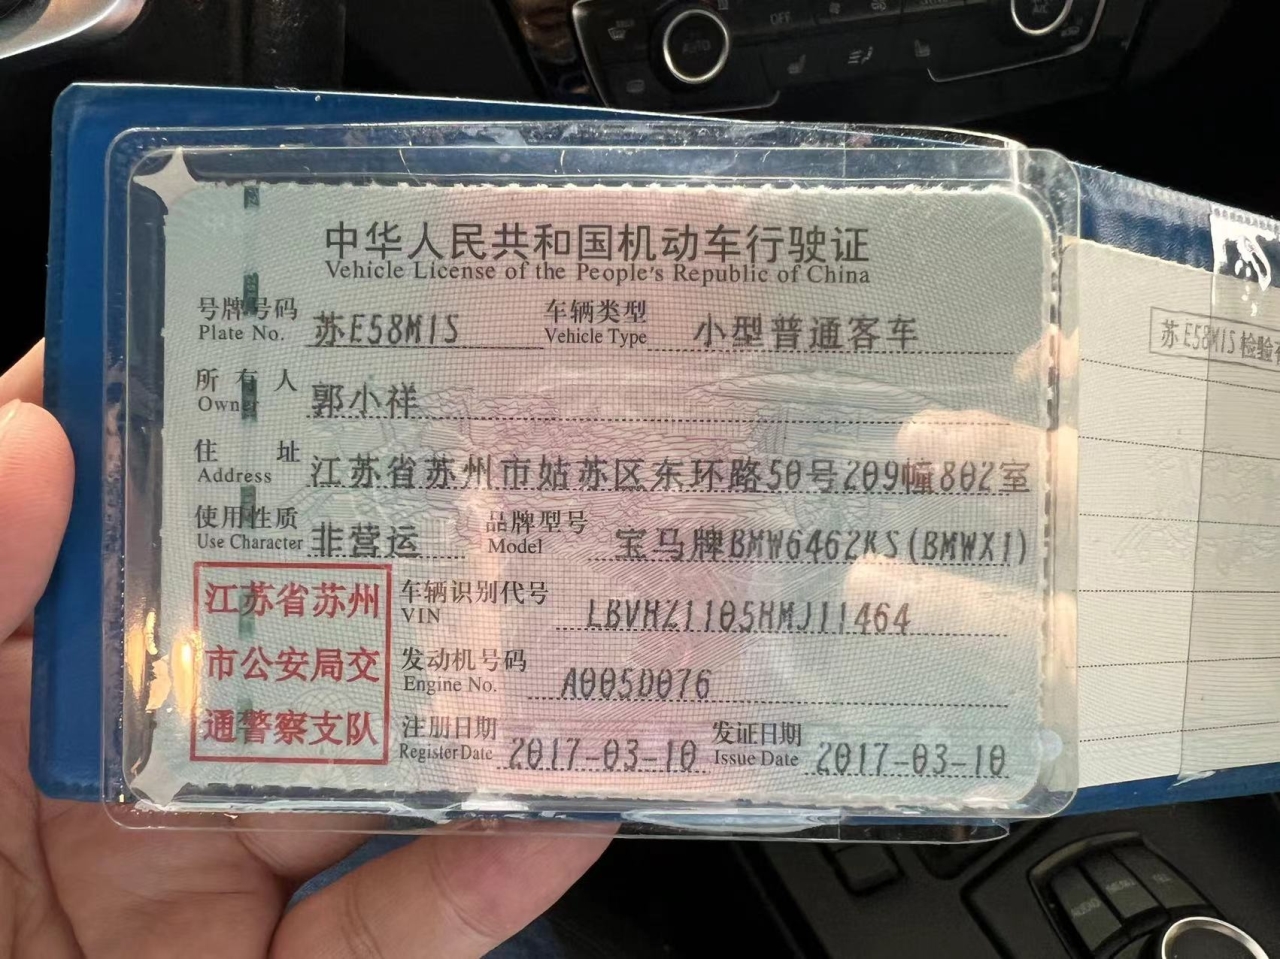 中华人民共和国机动车行驶证
Vehicle License of the People's Republic of China
号牌号码 苏E58M1S 车辆类型 小型普通客车
Plate No. Vehicle Type
所有人 郭小祥
Owner
住址 江苏省苏州市姑苏区东环路50号209幢802室
Address
使用性质 非营运 品牌型号 宝马牌BMW6462KS(BMWX1)
Use Character Model
车辆识别代号 LBVHZ1105HMJ11464
VIN
发动机号码 A005D076
Engine No.
注册日期 2017-03-10 发证日期 2017-03-10
Register Date Issue Date
江苏省苏州
市公安局交
通警察支队
苏E58M1S检验
AUTO
OFF